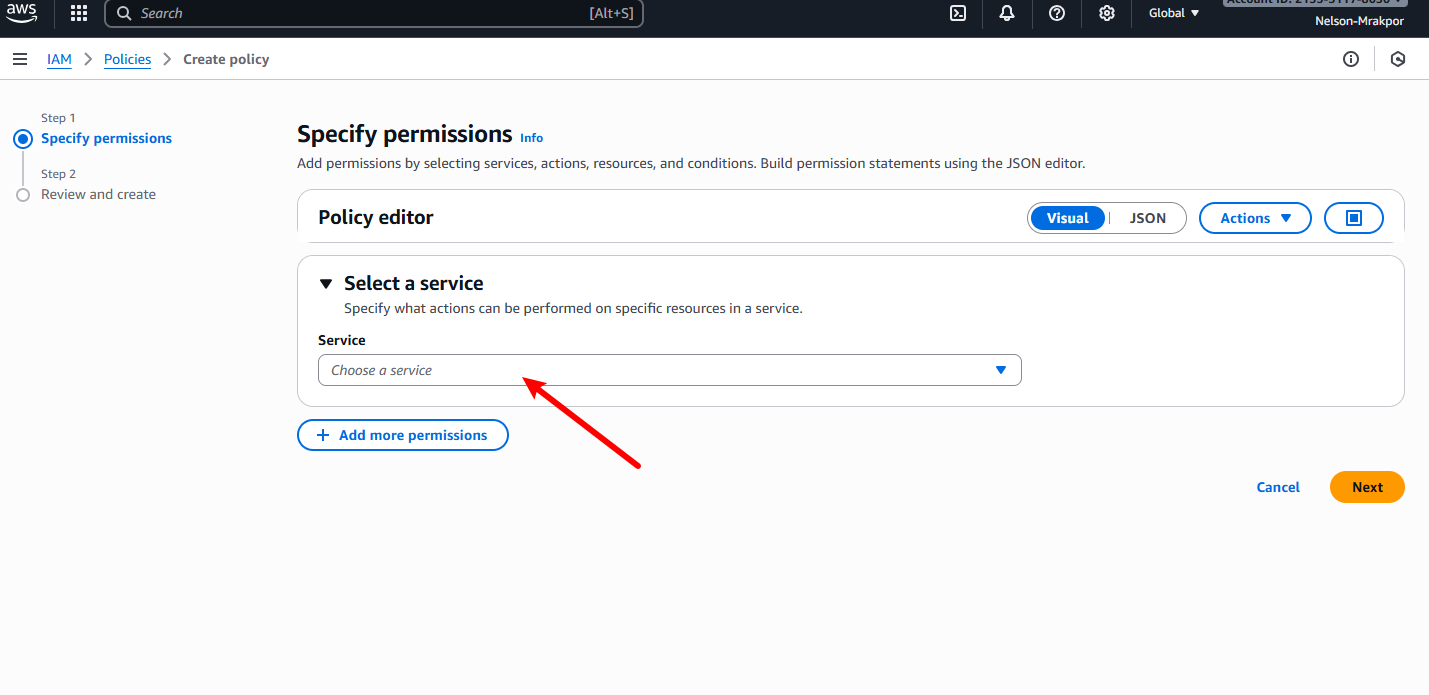 aws
Search [Alt+S]
Global
Nelson-Mrakpor
IAM > Policies > Create policy
Step 1
Specify permissions
Step 2
Review and create
Specify permissions Info
Add permissions by selecting services, actions, resources, and conditions. Build permission statements using the JSON editor.
Policy editor
Visual | JSON
Actions
Select a service
Specify what actions can be performed on specific resources in a service.
Service
Choose a service
+ Add more permissions
Cancel
Next